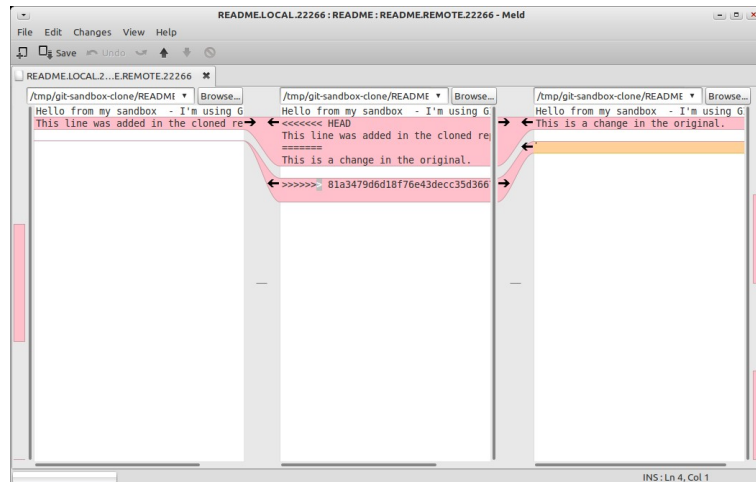 README.LOCAL.22266 : README : README.REMOTE.22266 - Meld
File Edit Changes View Help
Save Undo
README.LOCAL.2...E.REMOTE.22266
/tmp/git-sandbox-clone/README Browse...
Hello from my sandbox - I'm using G
This line was added in the cloned re
/tmp/git-sandbox-clone/README Browse...
Hello from my sandbox - I'm using G
<<<<<<< HEAD
This line was added in the cloned rep
=======
This is a change in the original.
>>>>>>> 81a3479d6d18f76e43decc35d366
/tmp/git-sandbox-clone/README Browse...
Hello from my sandbox - I'm using G
This is a change in the original.
INS : Ln 4, Col 1